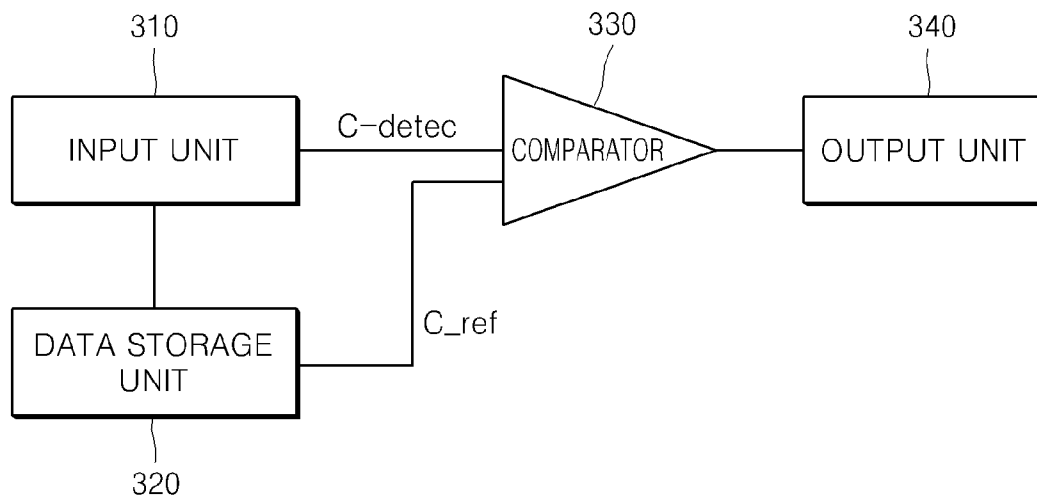 310
330
340
INPUT UNIT
C-detec
COMPARATOR
OUTPUT UNIT
DATA STORAGE
UNIT
C_ref
320